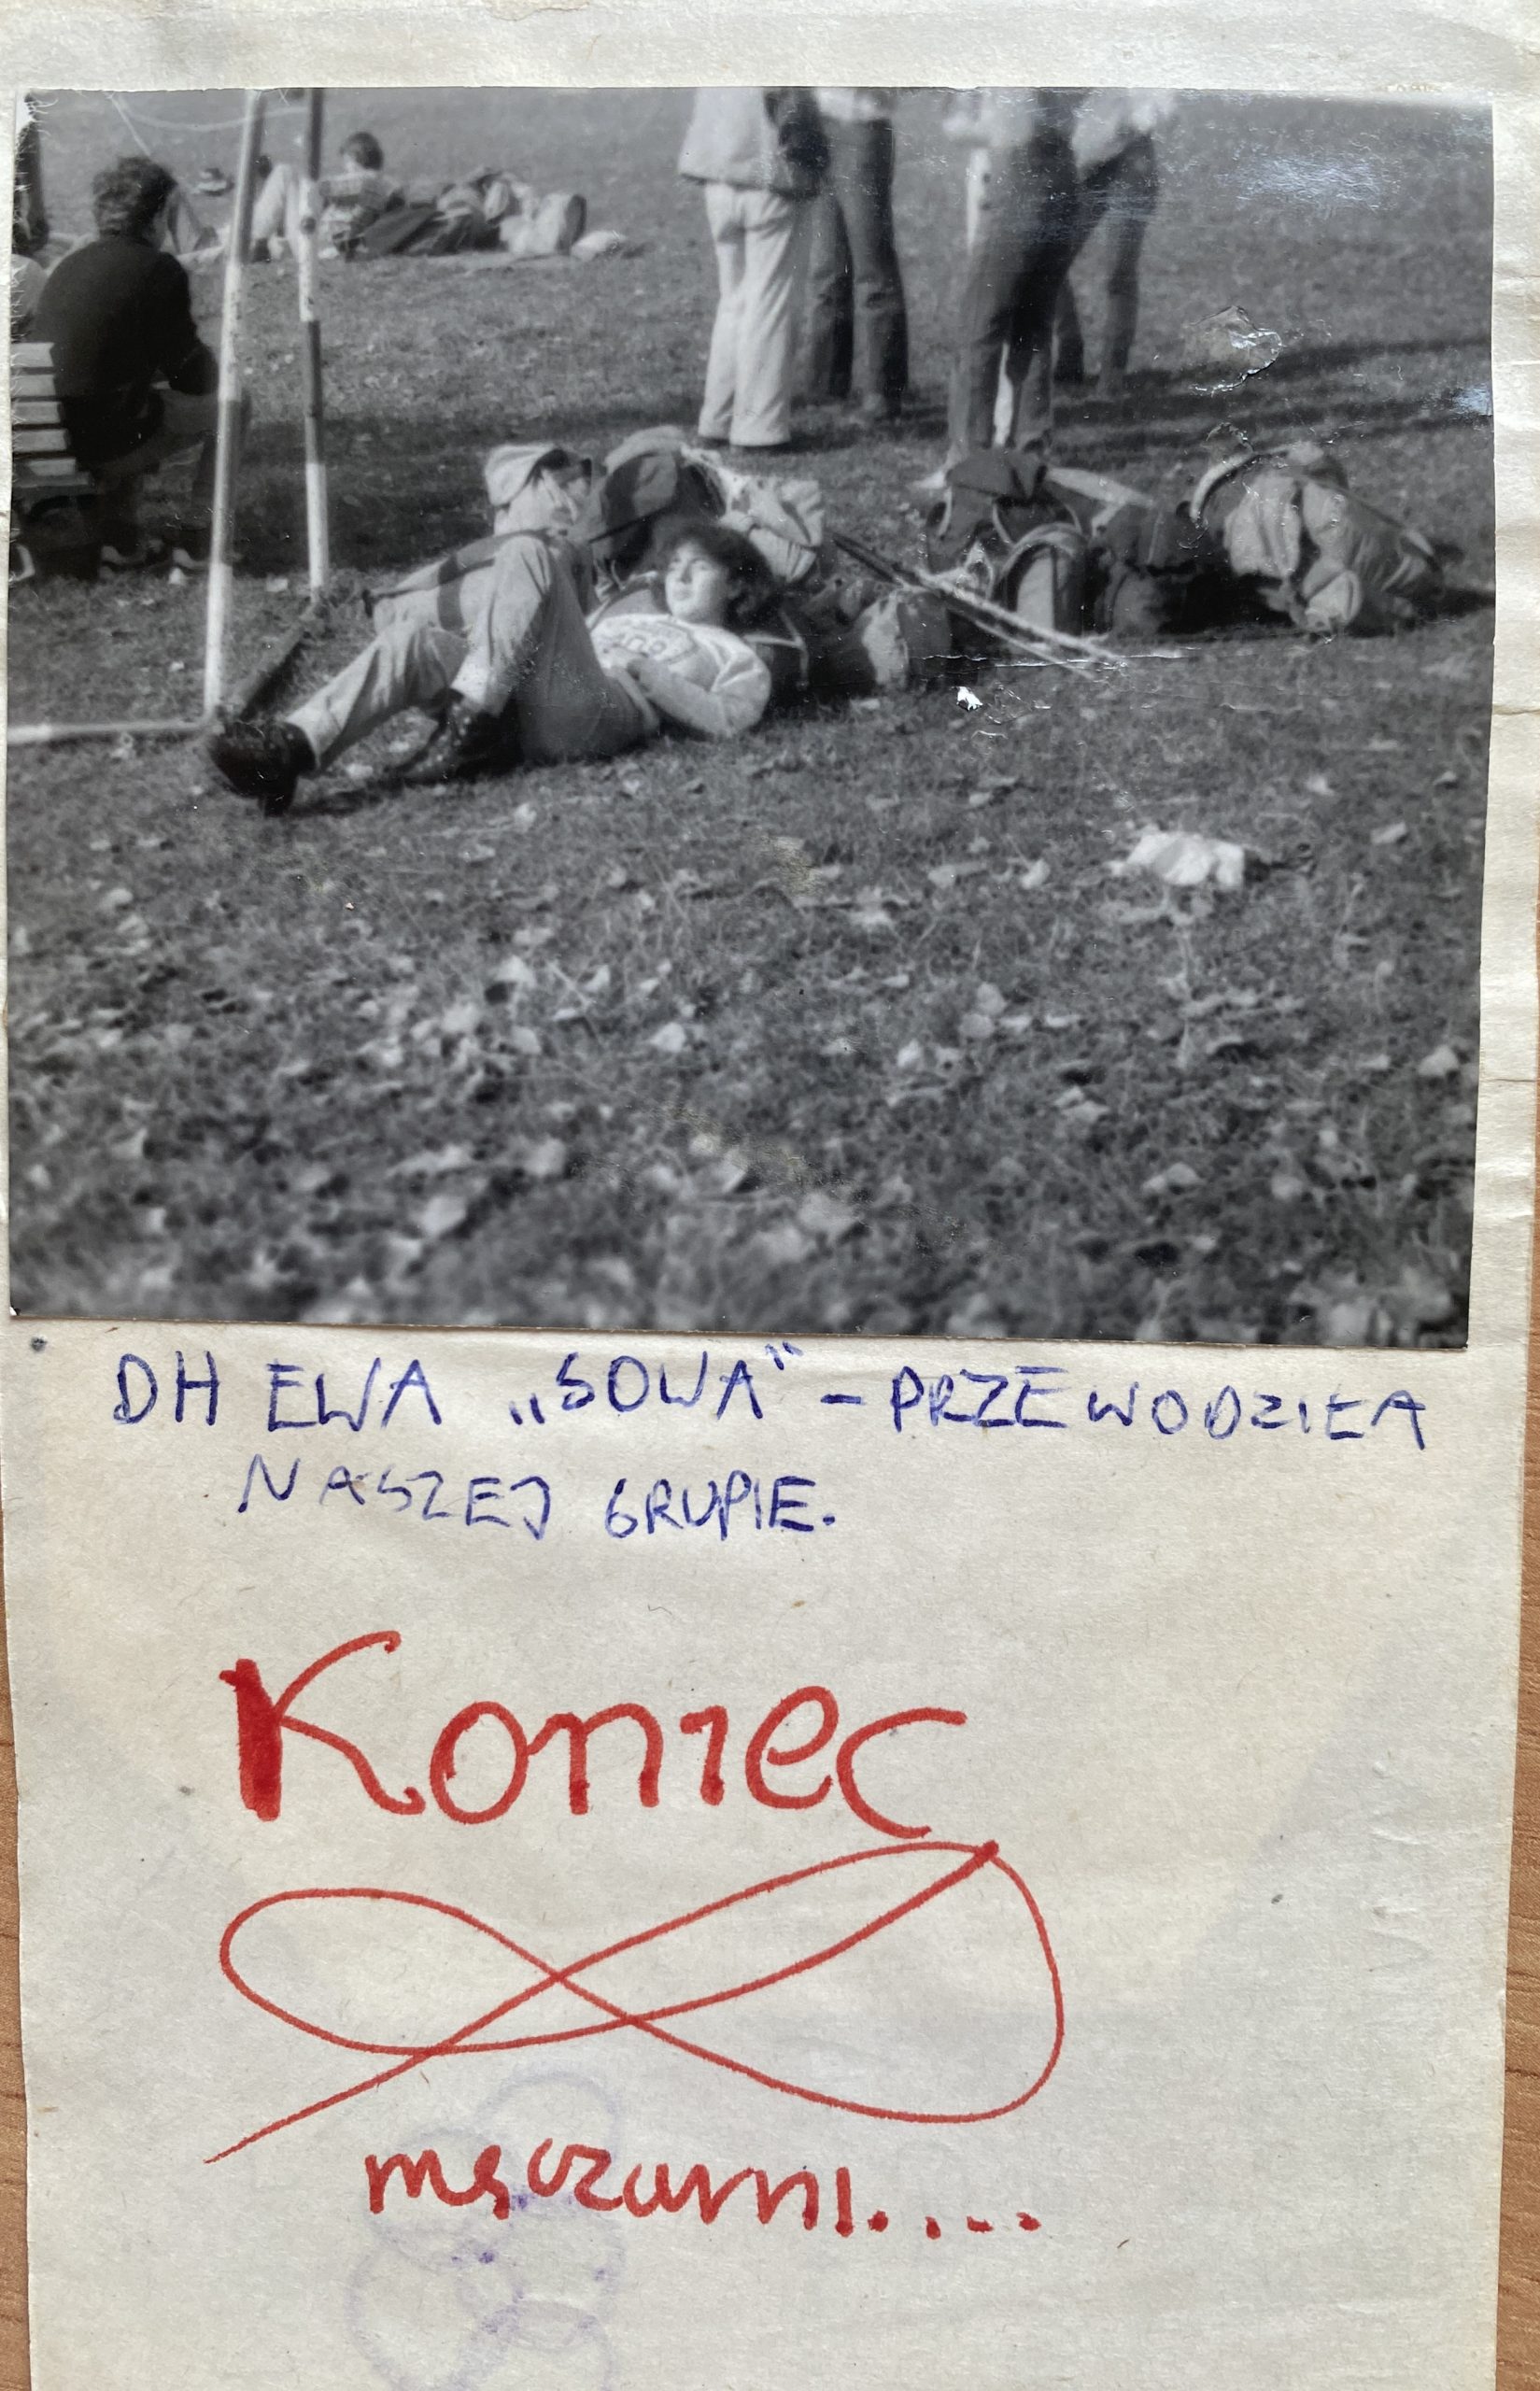 DH EWA „SOWA” – PRZEWODZIŁA
NASZEJ GRUPIE.
Koniec
męczarni.....